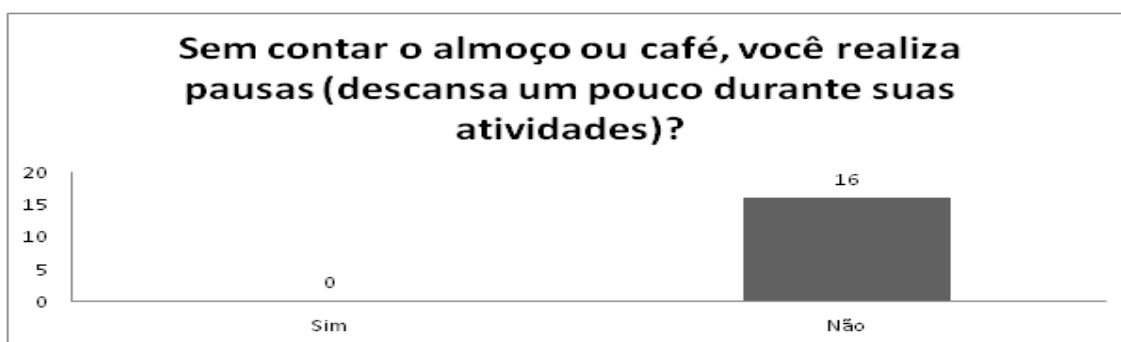 Sem contar o almoço ou café, você realiza
pausas (descansa um pouco durante suas
atividades)?
20
15
10
5
0
0
16
Sim
Não